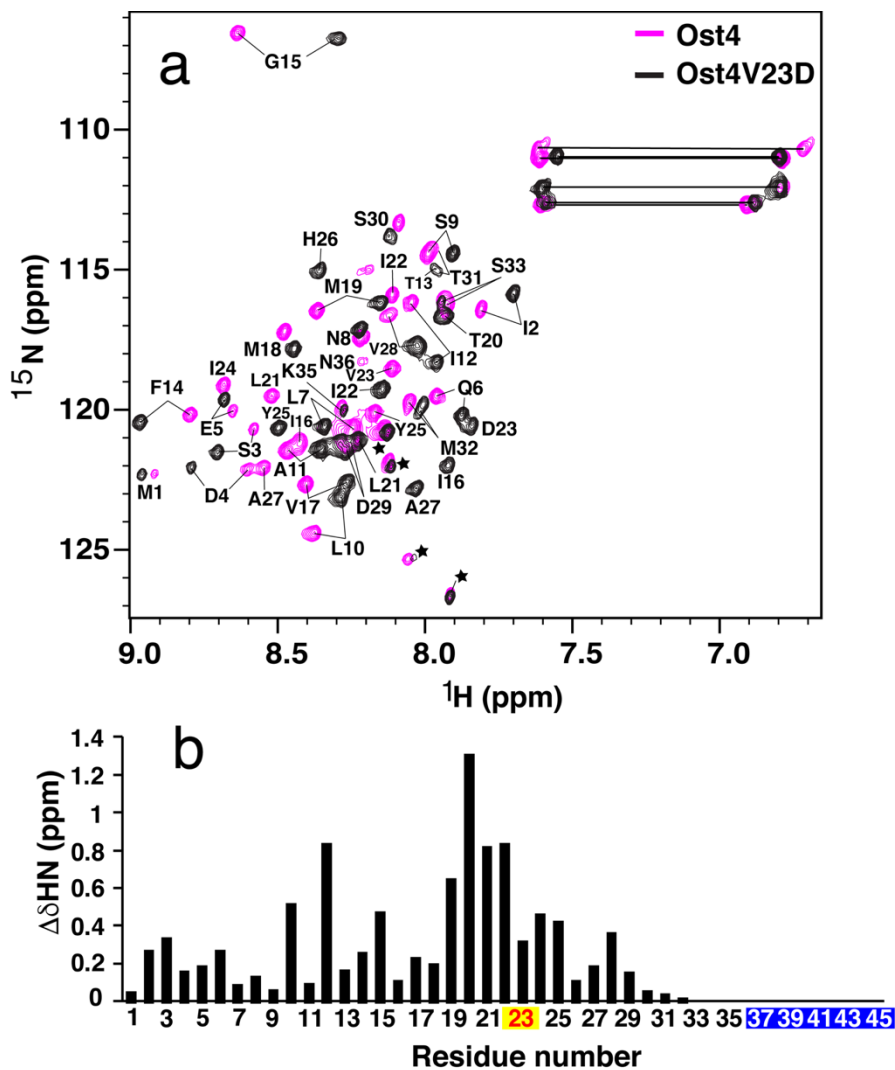 a
Ost4
Ost4V23D
G15
110
115
120
125
15N (ppm)
S30
S9
H26
I22
S33
T13
T31
M19
I2
N8
T20
M18
V28
I12
I24
N36
K35
V23
L21
I22
Q6
F14
L7
E5
Y25
I16
Y25
D23
S3
M32
A11
I16
M1
L21
D4
A27
V17
D29
A27
L10
9.0 8.5 8.0 7.5 7.0
1H (ppm)
b
ΔδHN (ppm)
1.4
1.2
1
0.8
0.6
0.4
0.2
0
1 3 5 7 9 11 13 15 17 19 21 23 25 27 29 31 33 35 37 39 41 43 45
Residue number